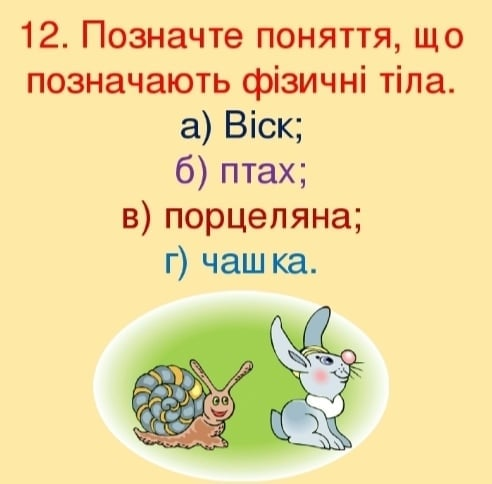 12. Позначте поняття, що
позначають фізичні тіла.
а) Віск;
б) птах;
в) порцеляна;
г) чашка.